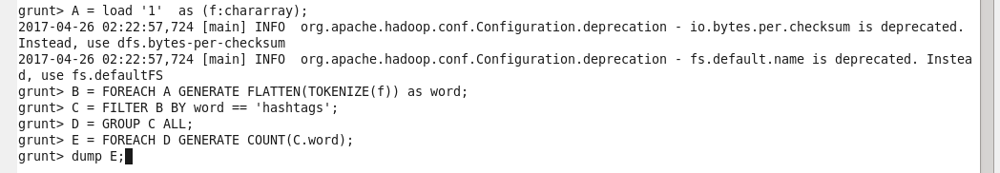 grunt> A = load '1'  as (f:chararray);
2017-04-26 02:22:57,724 [main] INFO  org.apache.hadoop.conf.Configuration.deprecation - io.bytes.per.checksum is deprecated.
Instead, use dfs.bytes-per-checksum
2017-04-26 02:22:57,724 [main] INFO  org.apache.hadoop.conf.Configuration.deprecation - fs.default.name is deprecated. Instea
d, use fs.defaultFS
grunt> B = FOREACH A GENERATE FLATTEN(TOKENIZE(f)) as word;
grunt> C = FILTER B BY word == 'hashtags';
grunt> D = GROUP C ALL;
grunt> E = FOREACH D GENERATE COUNT(C.word);
grunt> dump E;